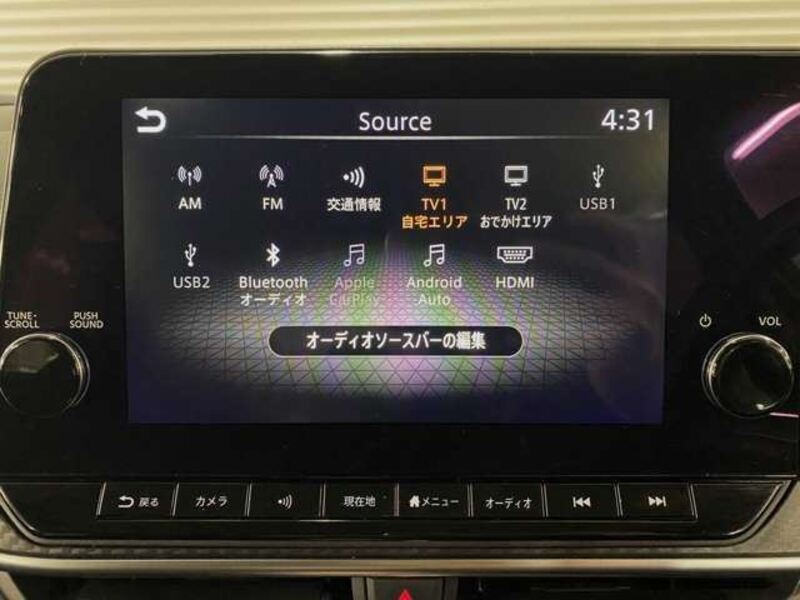 Source
4:31
AM
FM
交通情報
TV1
自宅エリア
TV2
おでかけエリア
USB1
USB2
Bluetooth
オーディオ
Apple
CarPlay
Android
Auto
HDMI
オーディオソースバーの編集
TUNE・
SCROLL
PUSH
SOUND
VOL
戻る
カメラ
現在地
メニュー
オーディオ